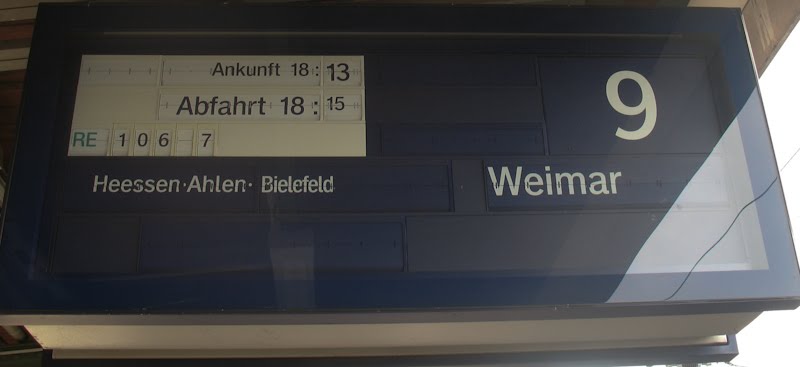 Ankunft 18:13
9
Abfahrt 18:15
RE 106 7
Heessen·Ahlen· Bielefeld
Weimar